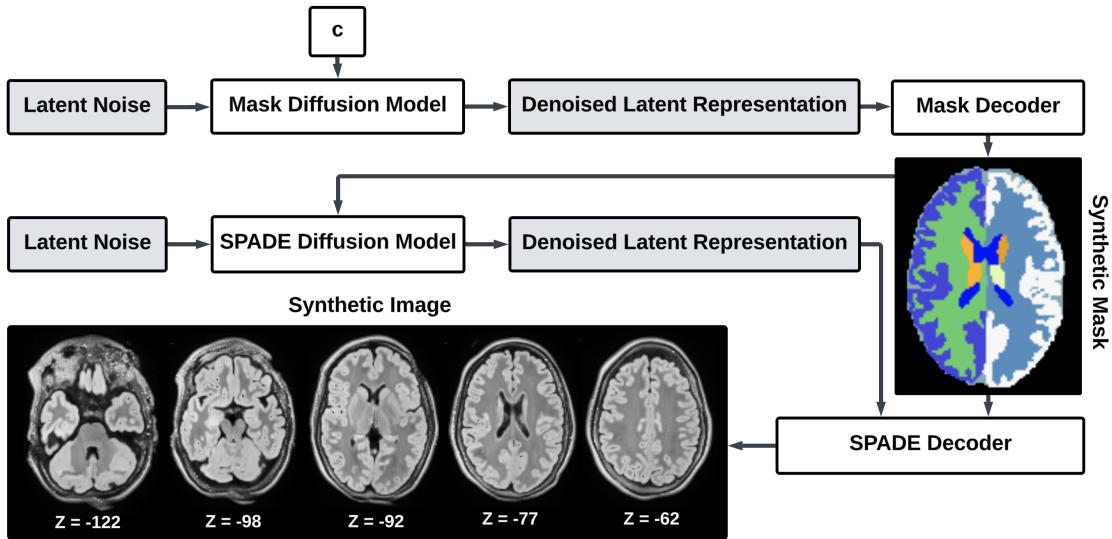 c
Latent Noise
Mask Diffusion Model
Denoised Latent Representation
Mask Decoder
Synthetic Mask
Latent Noise
SPADE Diffusion Model
Denoised Latent Representation
Synthetic Image
SPADE Decoder
Z = -122
Z = -98
Z = -92
Z = -77
Z = -62